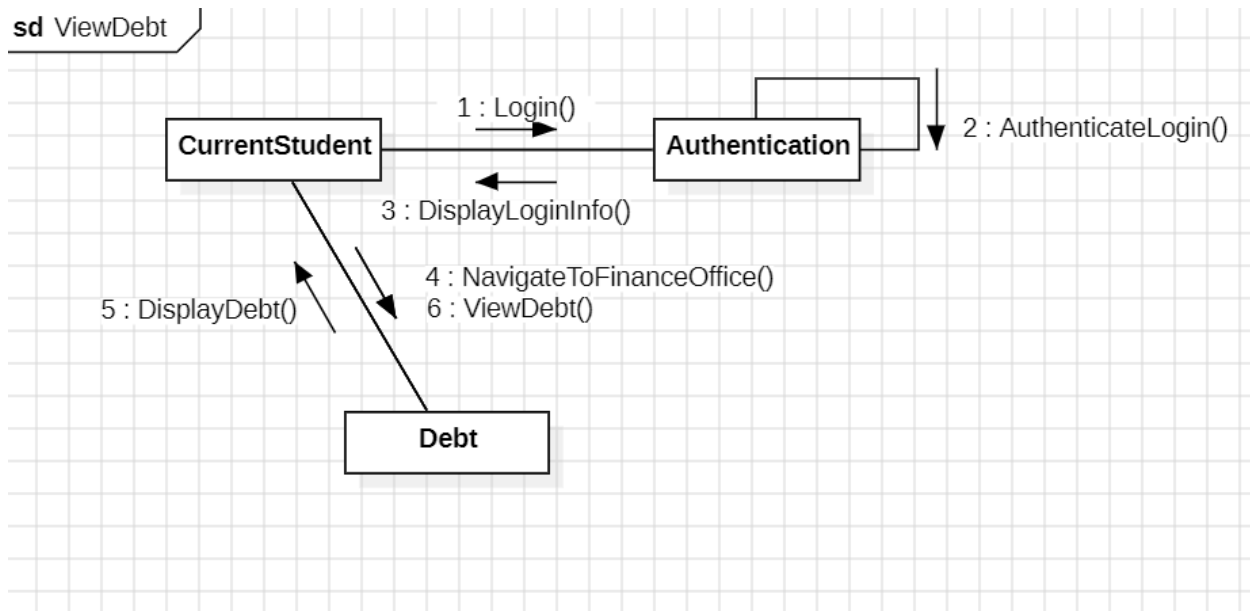 sd ViewDebt
1 : Login()
CurrentStudent
Authentication
2 : AuthenticateLogin()
3 : DisplayLoginInfo()
4 : NavigateToFinanceOffice()
5 : DisplayDebt()
6 : ViewDebt()
Debt